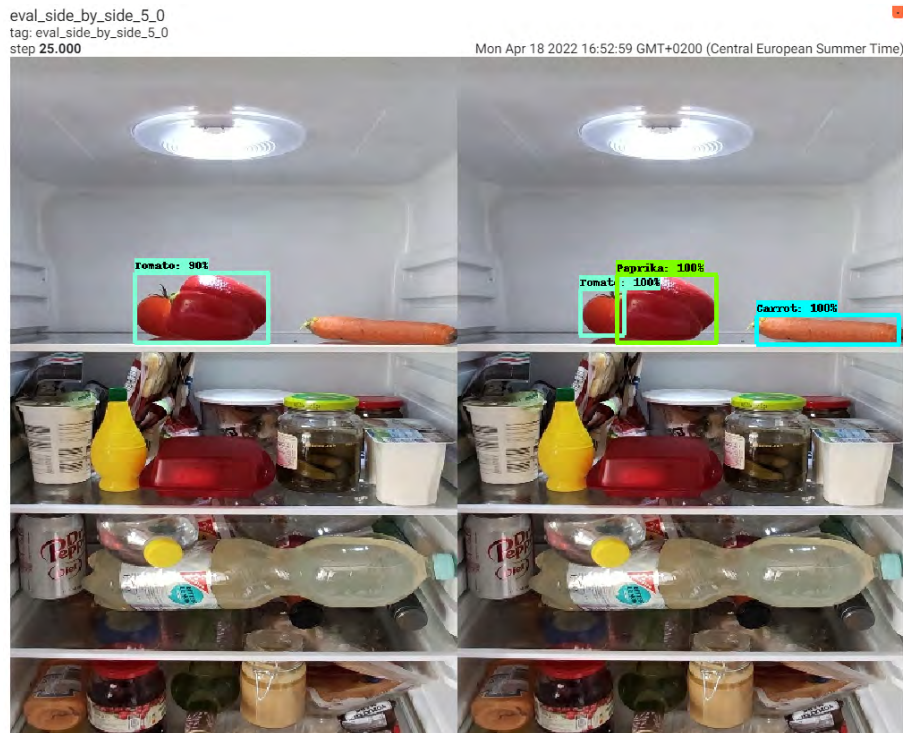 eval_side_by_side_5_0
tag: eval_side_by_side_5_0
step 25.000
Mon Apr 18 2022 16:52:59 GMT+0200 (Central European Summer Time)
Tomato: 90%
Paprika: 100%
Tomato: 100%
Carrot: 100%
Dr
PePPer
Diet